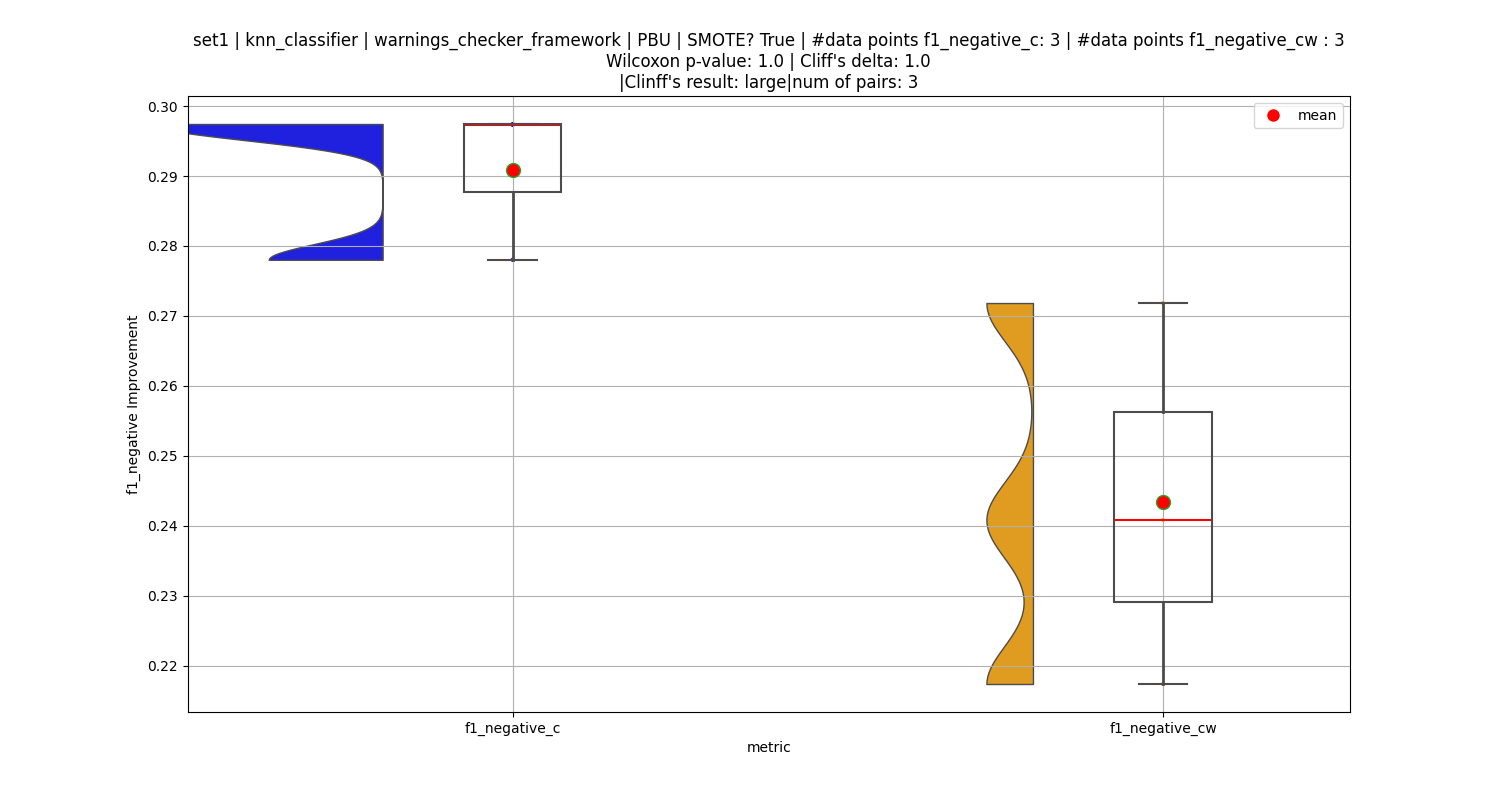 set1 | knn_classifier | warnings_checker_framework | PBU | SMOTE? True | #data points f1_negative_c: 3 | #data points f1_negative_cw : 3
Wilcoxon p-value: 1.0 | Cliff's delta: 1.0
|Clinff's result: large|num of pairs: 3
mean
0.30
0.29
0.28
0.27
0.26
0.25
0.24
0.23
0.22
f1_negative Improvement
f1_negative_c
f1_negative_cw
metric